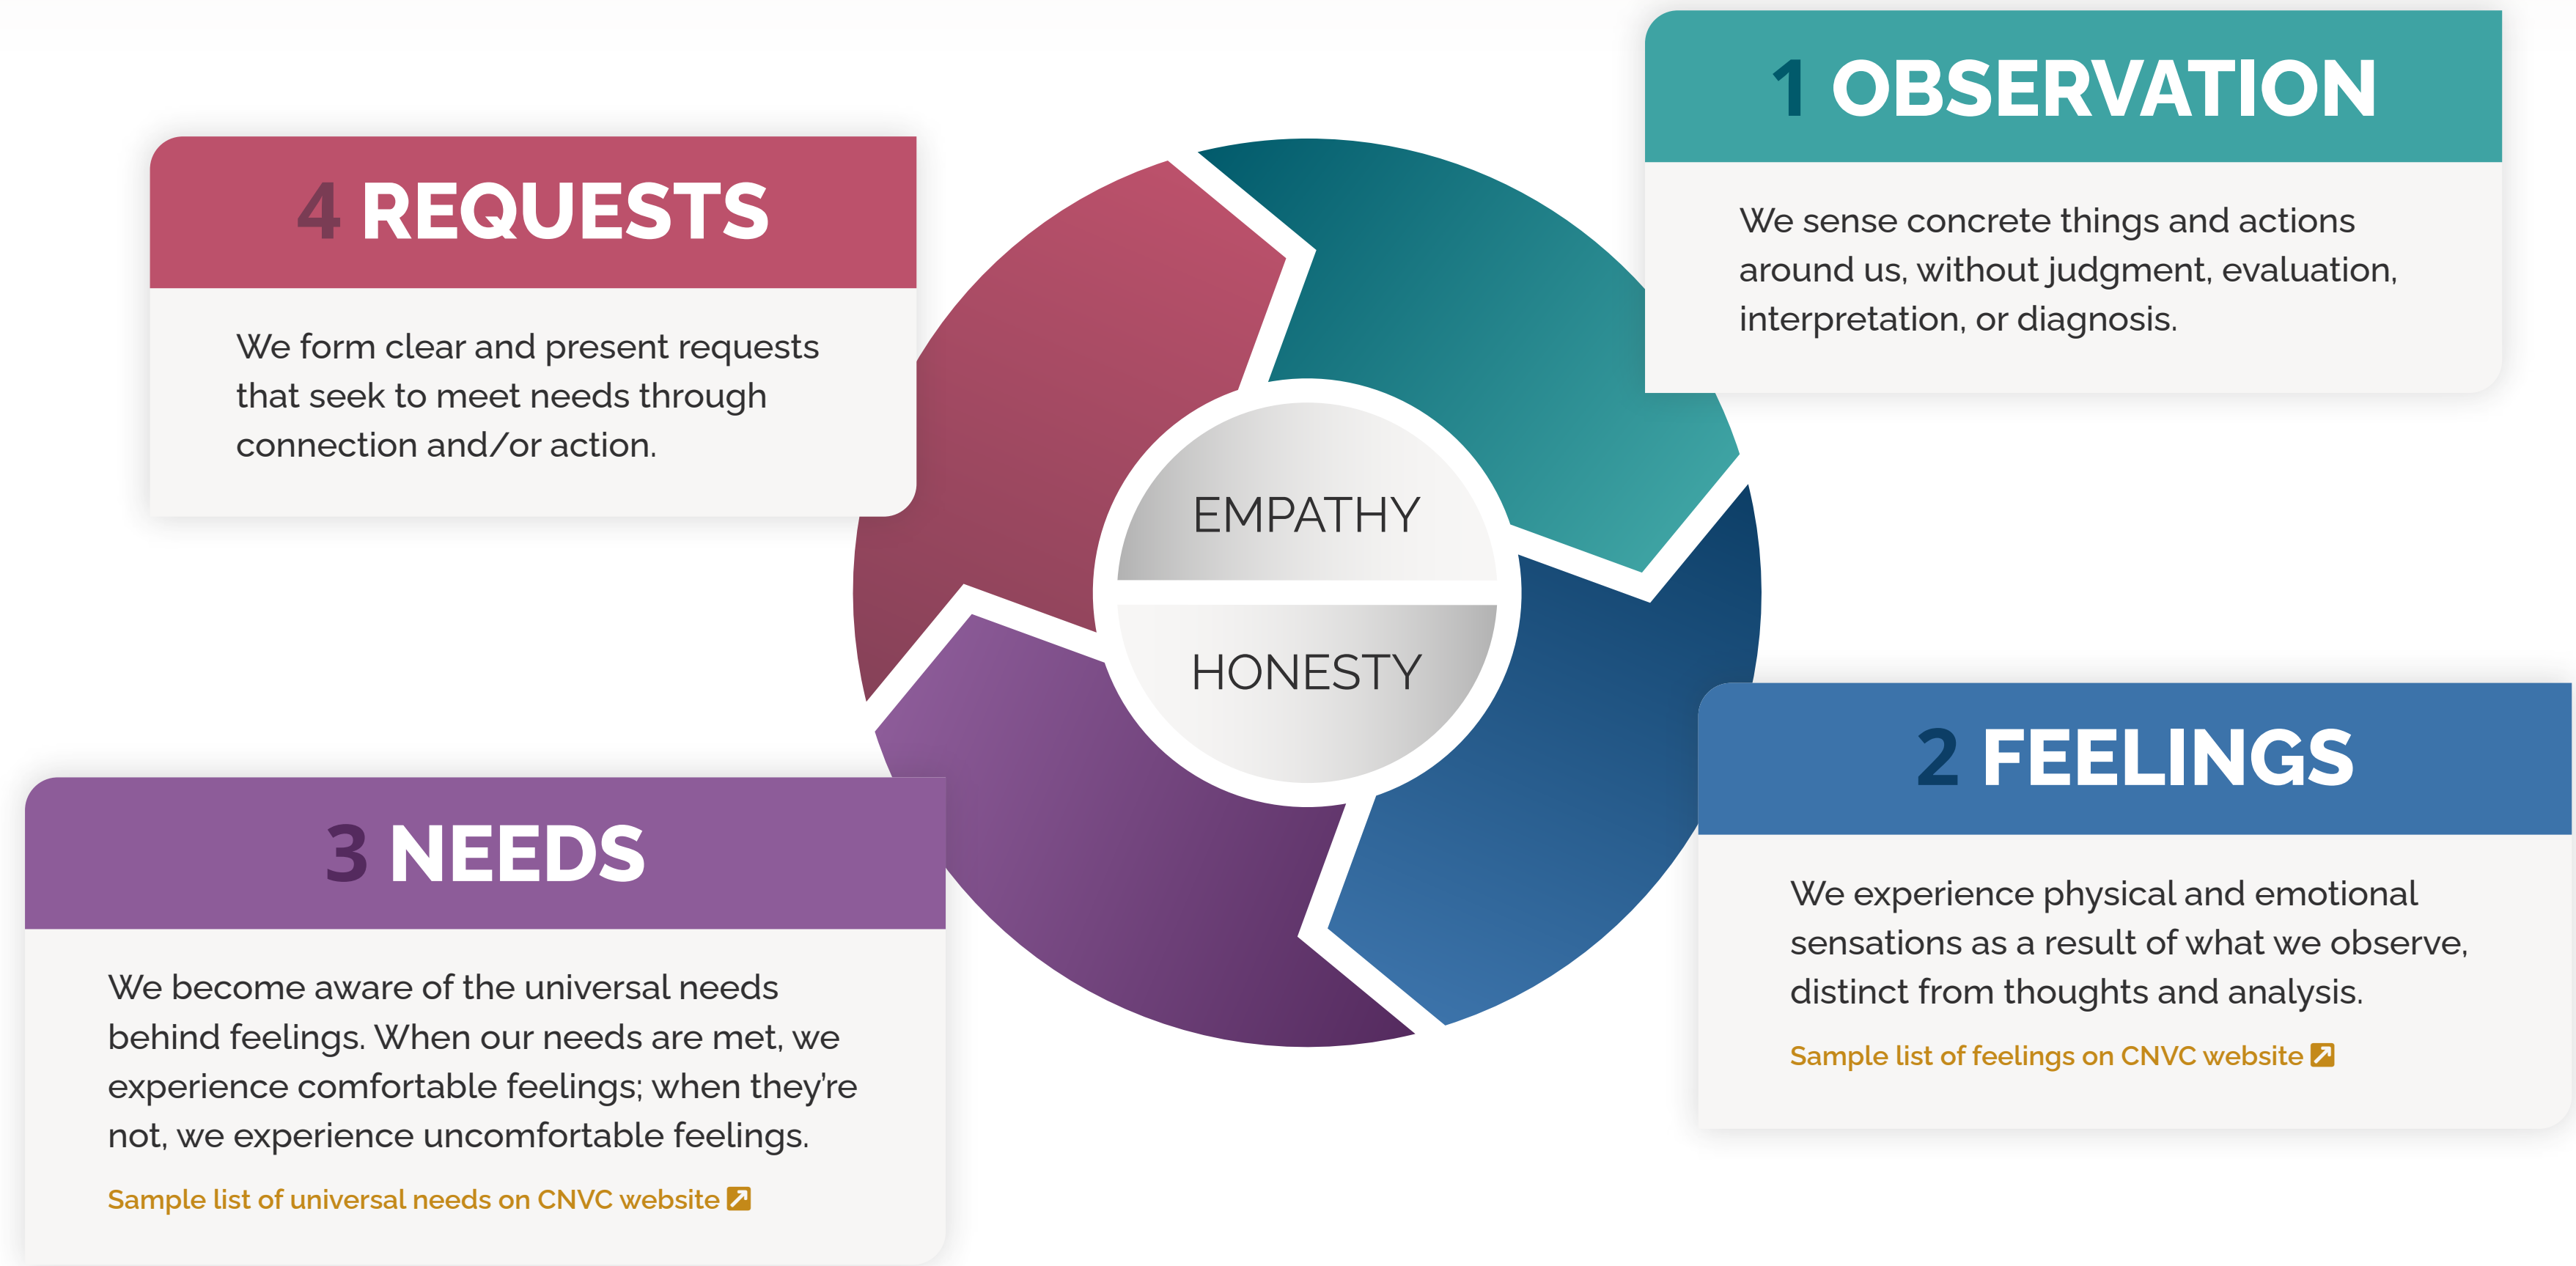 1 OBSERVATION
We sense concrete things and actions
around us, without judgment, evaluation,
interpretation, or diagnosis.
2 FEELINGS
We experience physical and emotional
sensations as a result of what we observe,
distinct from thoughts and analysis.
Sample list of feelings on CNVC website
3 NEEDS
We become aware of the universal needs
behind feelings. When our needs are met, we
experience comfortable feelings; when they’re
not, we experience uncomfortable feelings.
Sample list of universal needs on CNVC website
4 REQUESTS
We form clear and present requests
that seek to meet needs through
connection and/or action.
EMPATHY
HONESTY